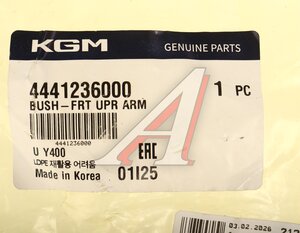 KGM
GENUINE PARTS
4441236000
1 PC
BUSH-FRT UPR ARM
4441236000
U Y400
EAC
LDPE 재활용 어려움
Made in Korea
01I25
03.02.2026